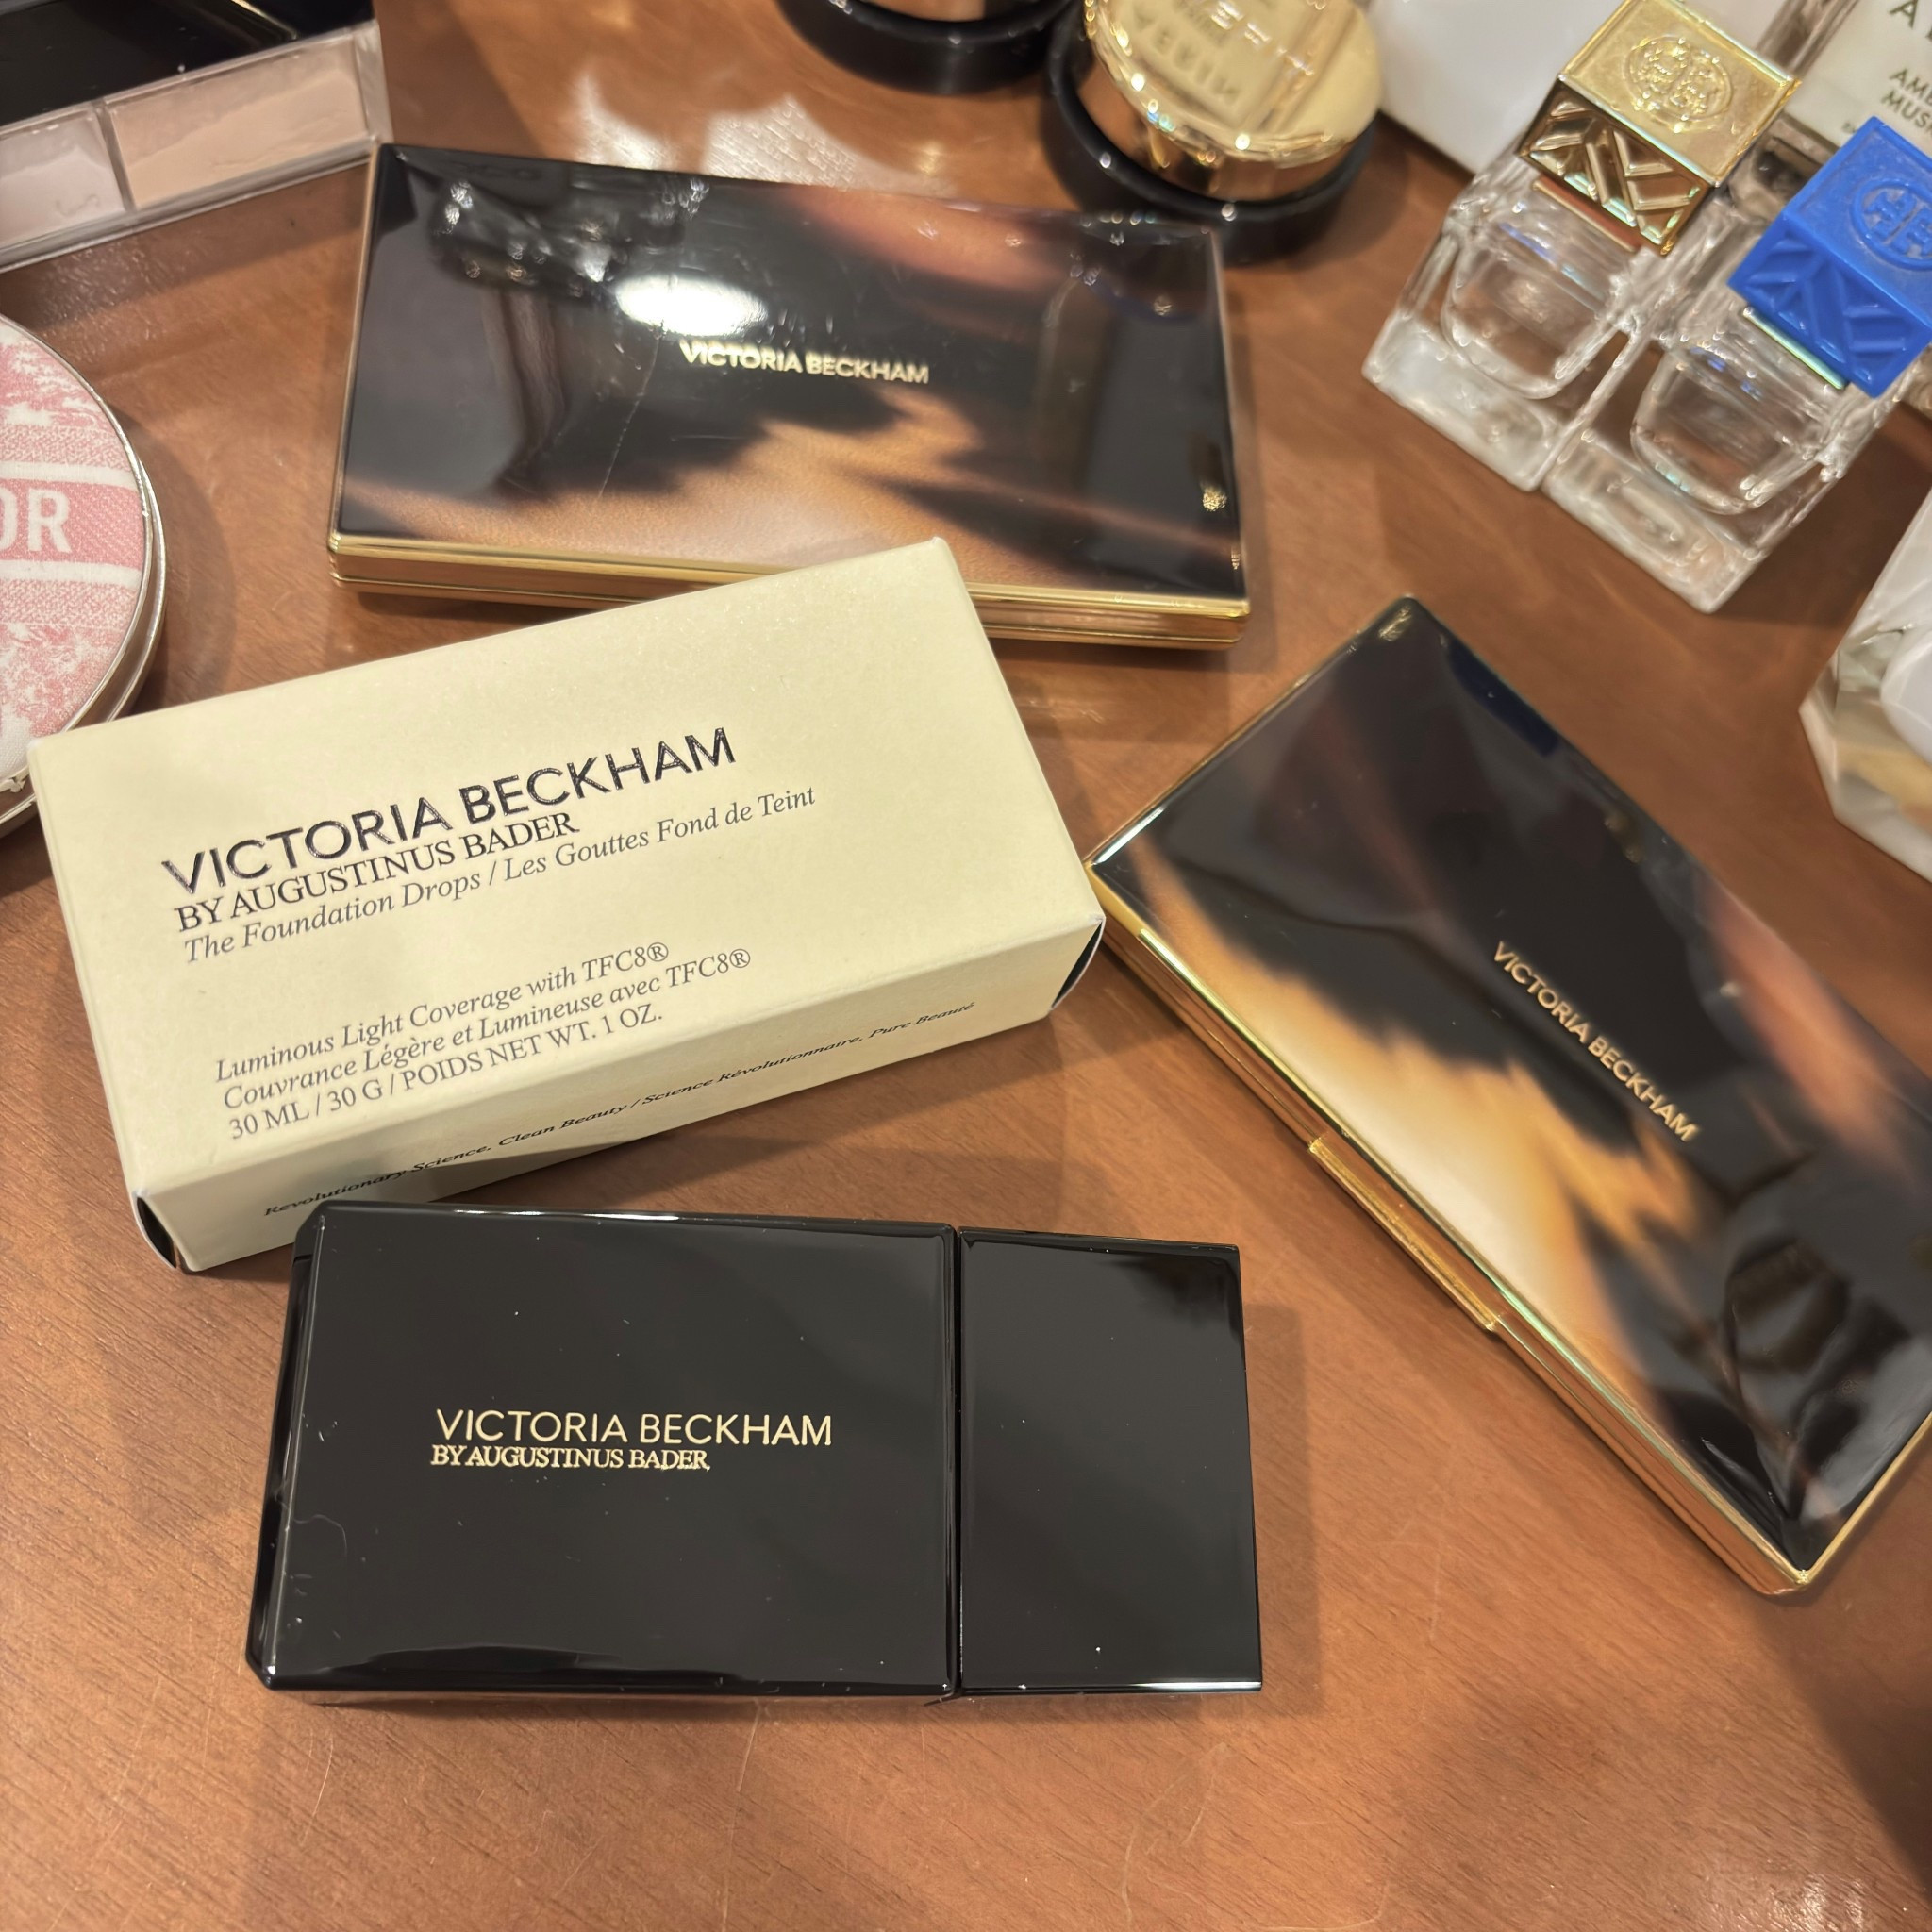 VICTORIA BECKHAM
VICTORIA BECKHAM
BY AUGUSTINUS BADER
The Foundation Drops / Les Gouttes Fond de Teint
Luminous Light Coverage with TFC8®
Couvrance Légère et Lumineuse avec TFC8®
30 ML / 30 G / POIDS NET WT. 1 OZ.
Revolutionary Science, Clean Beauty / Science Révolutionnaire, Pure Beauté
VICTORIA BECKHAM
VICTORIA BECKHAM
BY AUGUSTINUS BADER
OR